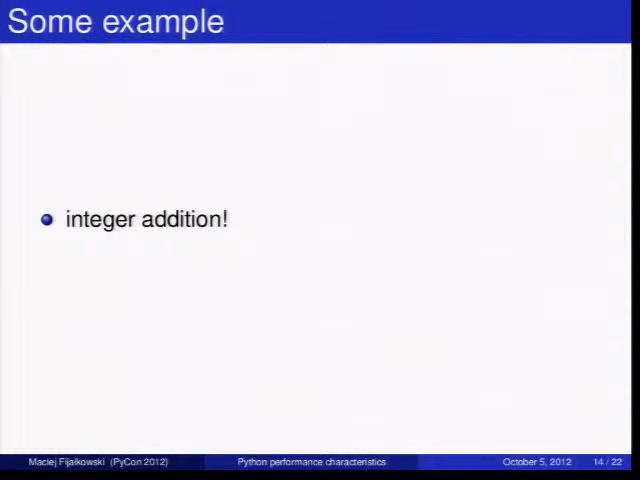 Some example
integer addition!
Maciej Fijałkowski (PyCon 2012)
Python performance characteristics
October 5, 2012
14 / 22